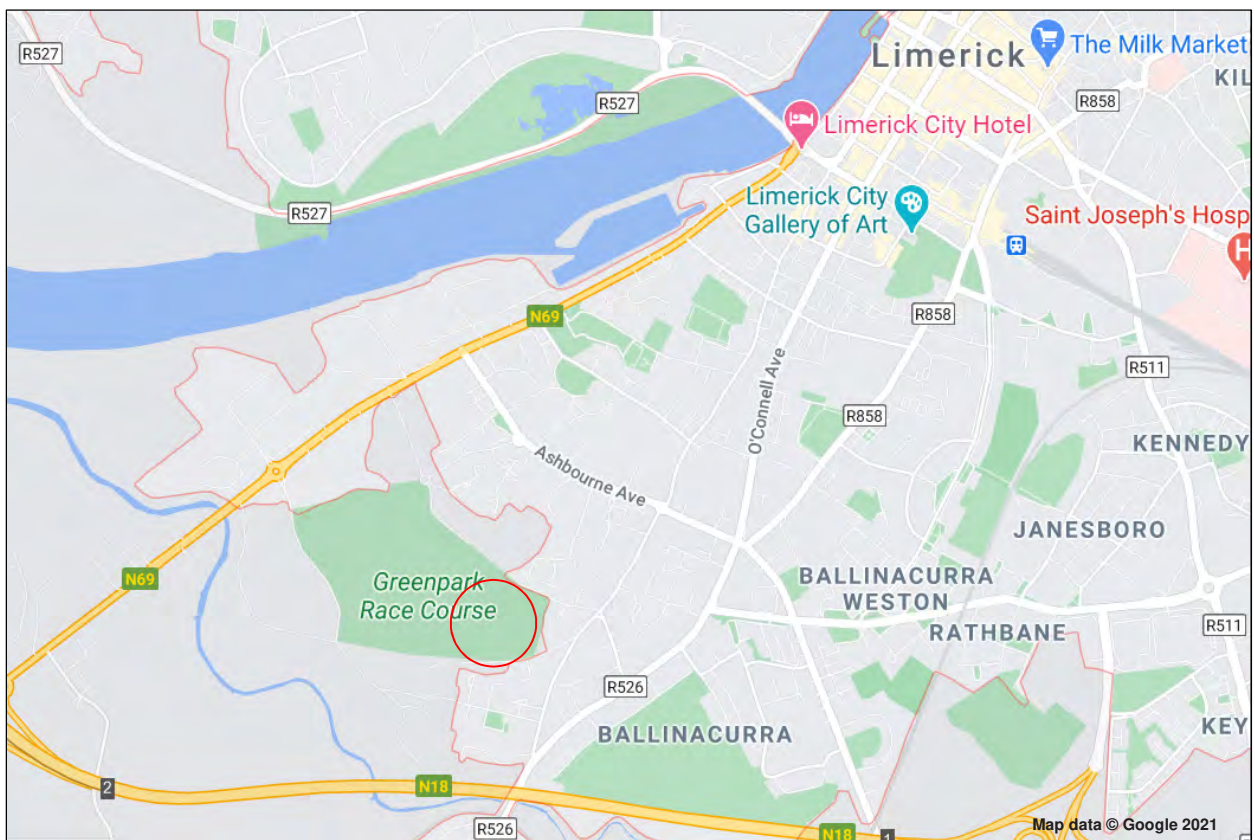 R527
Limerick
The Milk Market
KIL
R527
R858
Limerick City Hotel
R527
Limerick City
Gallery of Art
Saint Joseph's Hosp
H
N69
R858
R511
O'Connell Ave
R858
KENNEDY
Ashbourne Ave
JANESBORO
N69
Greenpark
Race Course
BALLINACURRA
WESTON
RATHBANE
R511
R526
BALLINACURRA
KEY
2
N18
R526
N18
1
Map data © Google 2021